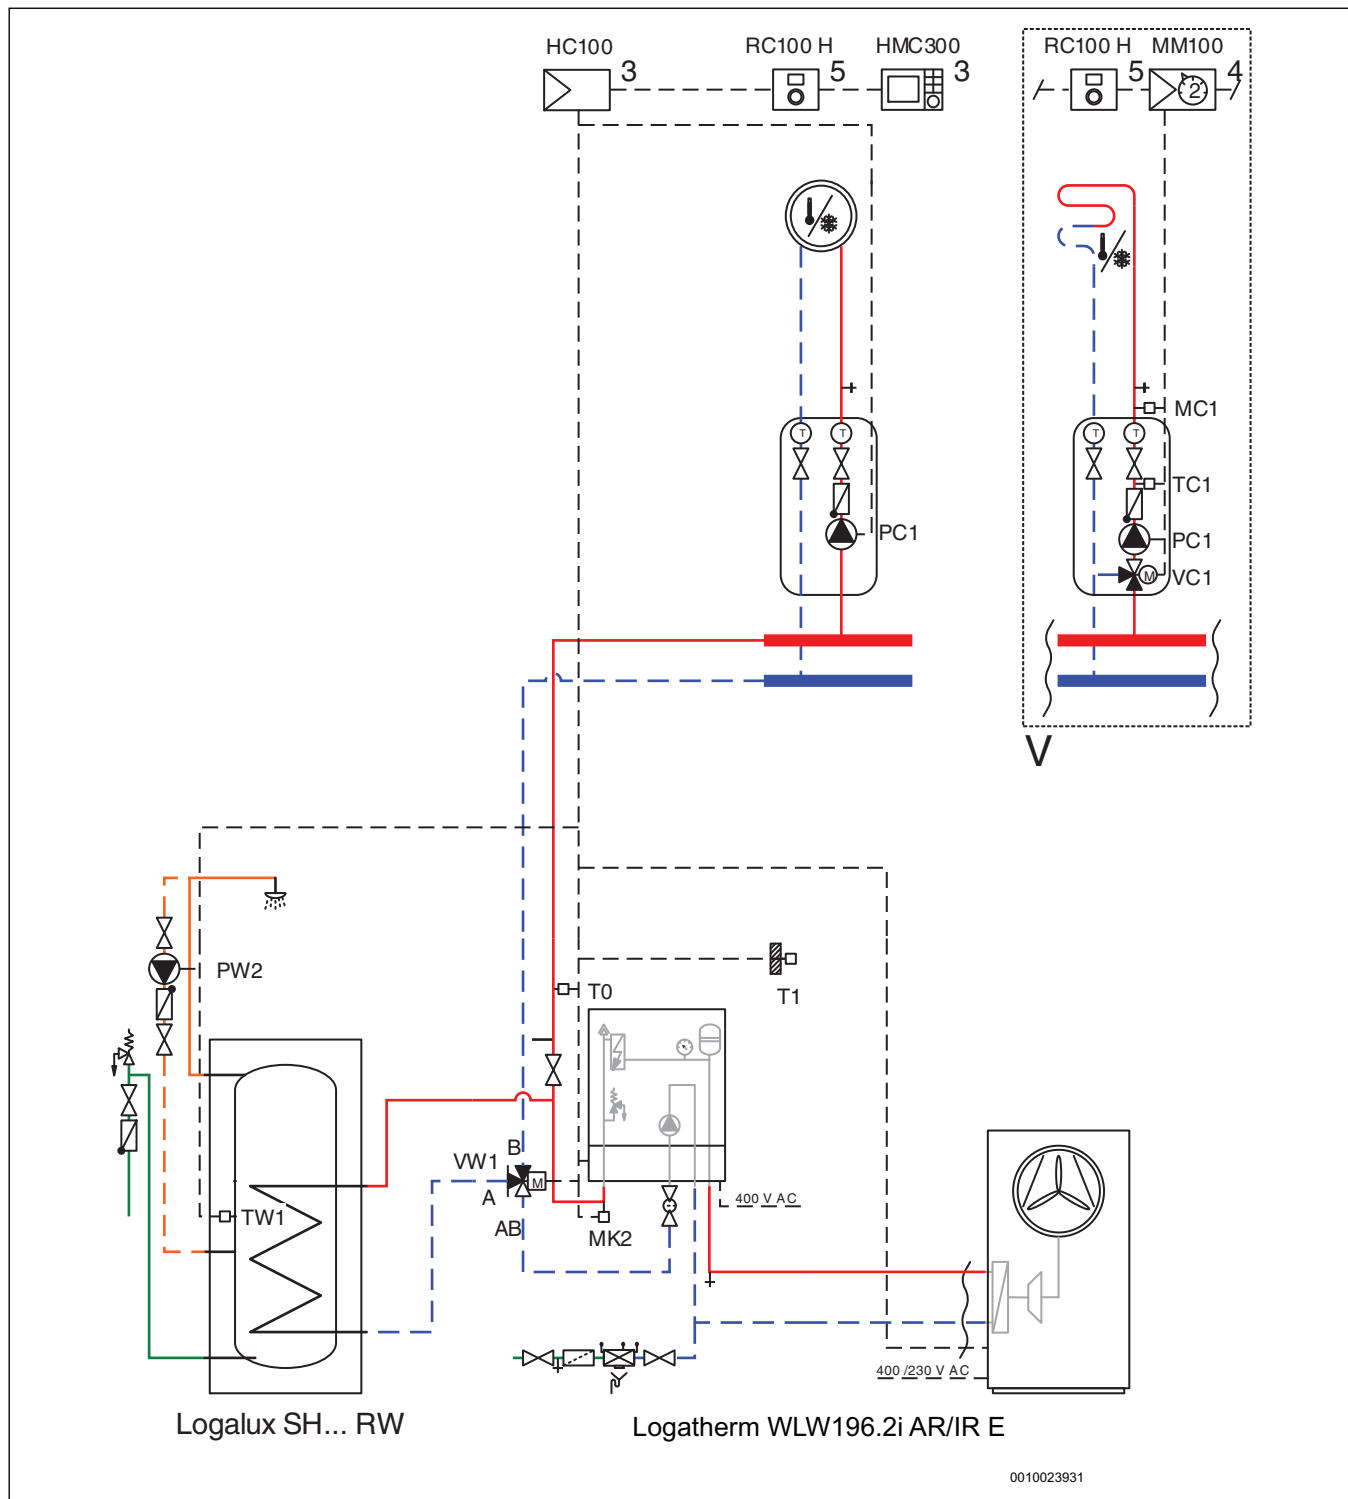 HC100
RC100 H
HMC300
RC100 H
MM100
3
5
3
5
4
2
MC1
T
T
T
T
TC1
PC1
PC1
M
VC1
V
PW2
T0
T1
B
VW1
M
A
400 V AC
TW1
AB
MK2
400 /230 V AC
Logalux SH... RW
Logatherm WLW196.2i AR/IR E
0010023931